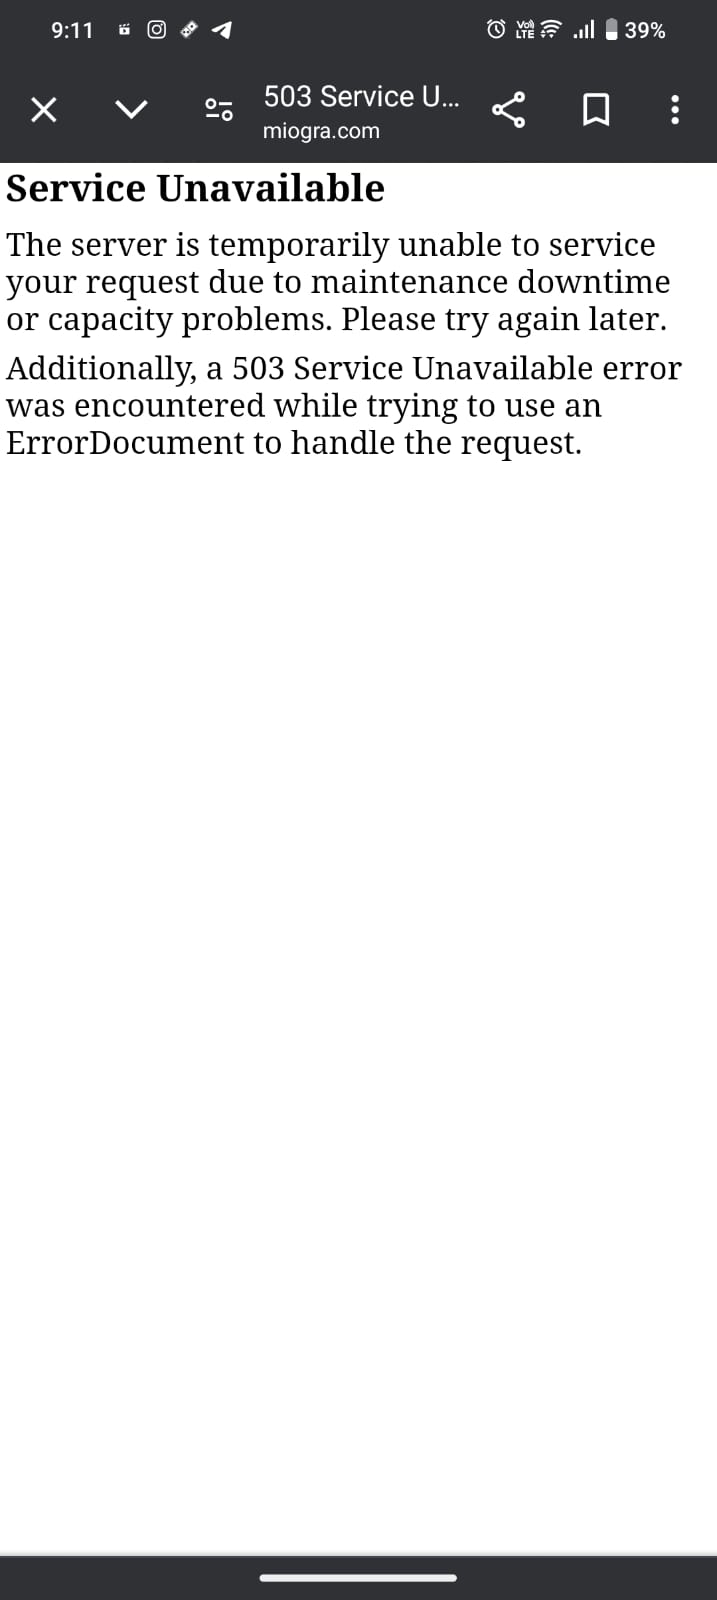 9:11
Vo)) LTE
39%
503 Service U...
miogra.com
Service Unavailable
The server is temporarily unable to service
your request due to maintenance downtime
or capacity problems. Please try again later.
Additionally, a 503 Service Unavailable error
was encountered while trying to use an
ErrorDocument to handle the request.